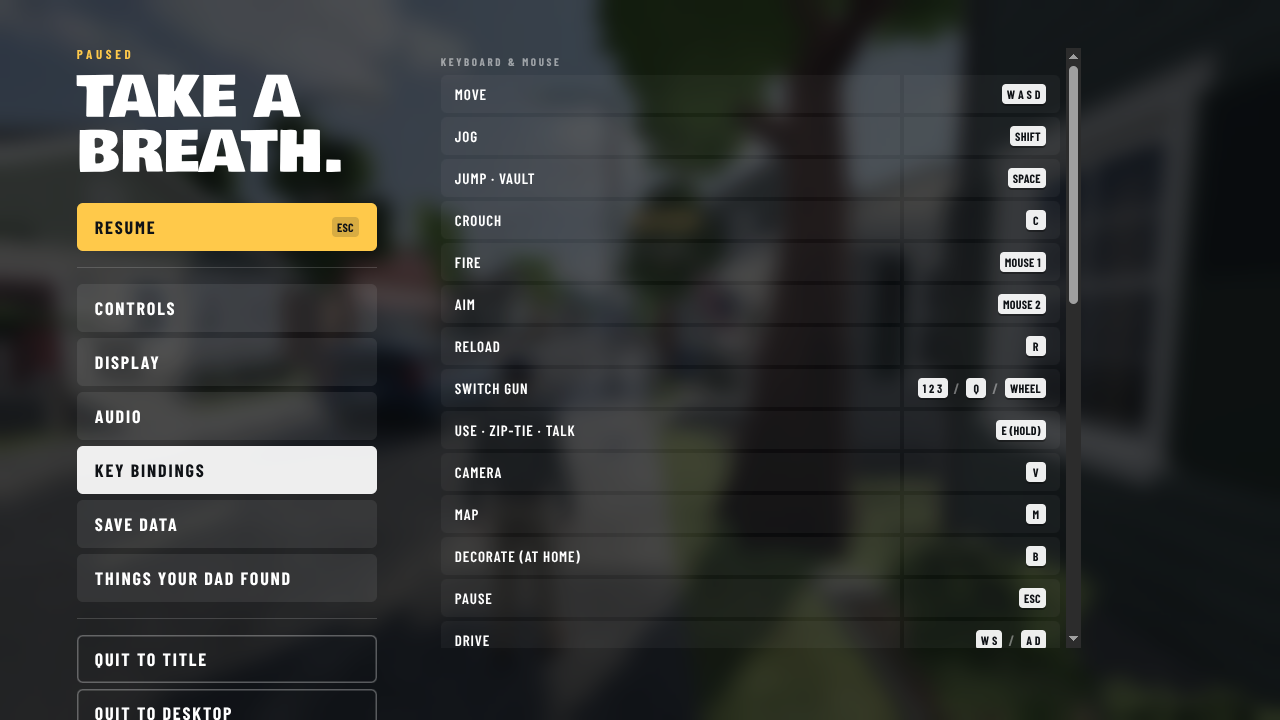 PAUSED
TAKE A
BREATH.
RESUME ESC
CONTROLS
DISPLAY
AUDIO
KEY BINDINGS
SAVE DATA
THINGS YOUR DAD FOUND
QUIT TO TITLE
QUIT TO DESKTOP
KEYBOARD & MOUSE
MOVE W A S D
JOG SHIFT
JUMP · VAULT SPACE
CROUCH C
FIRE MOUSE 1
AIM MOUSE 2
RELOAD R
SWITCH GUN 1 2 3 / Q / WHEEL
USE · ZIP-TIE · TALK E (HOLD)
CAMERA V
MAP M
DECORATE (AT HOME) B
PAUSE ESC
DRIVE W S / A D